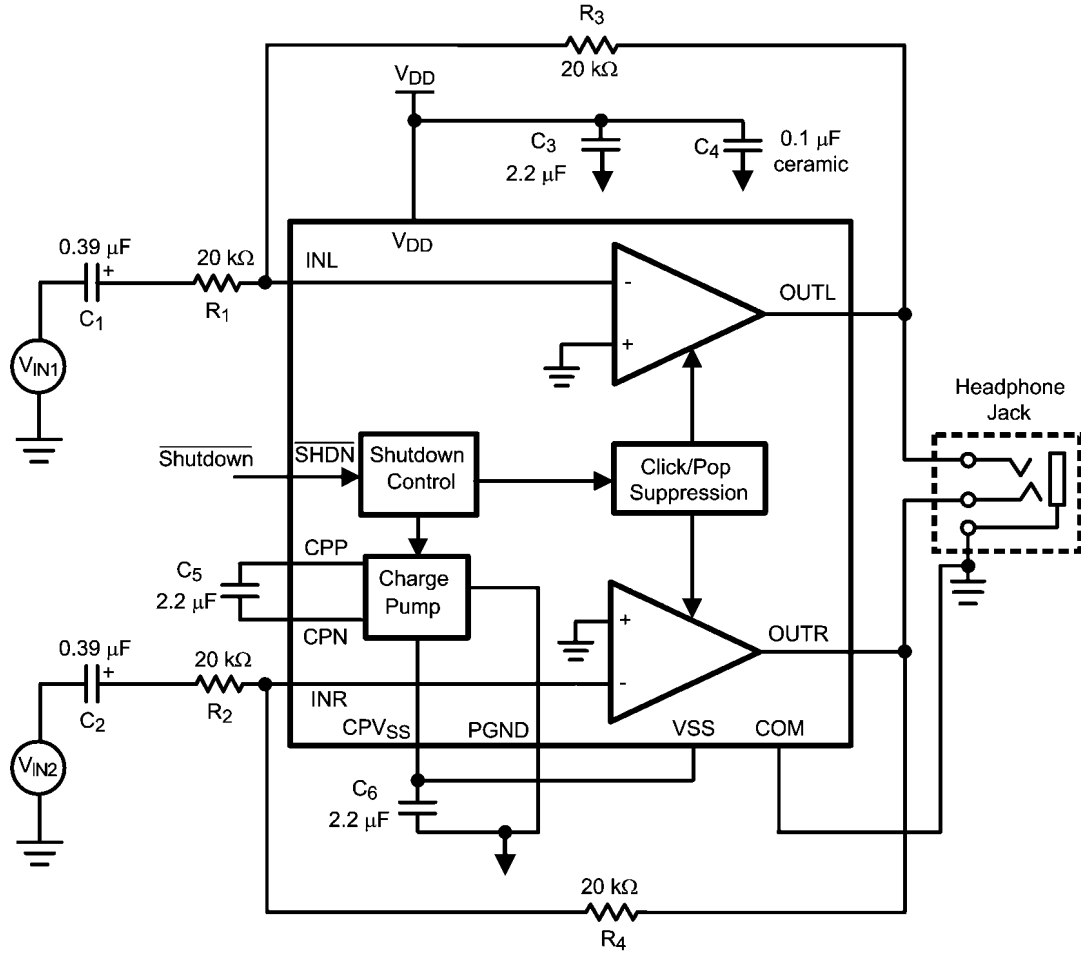 R3
20 kΩ
VDD
C3
2.2 μF
C4
0.1 μF
ceramic
VDD
0.39 μF
+
C1
20 kΩ
R1
INL
-
+
OUTL
VIN1
Headphone
Jack
Shutdown
SHDN
Shutdown
Control
Click/Pop
Suppression
CPP
C5
2.2 μF
CPN
Charge
Pump
+
-
OUTR
0.39 μF
+
C2
20 kΩ
R2
INR
CPVSS
PGND
VSS
COM
VIN2
C6
2.2 μF
20 kΩ
R4